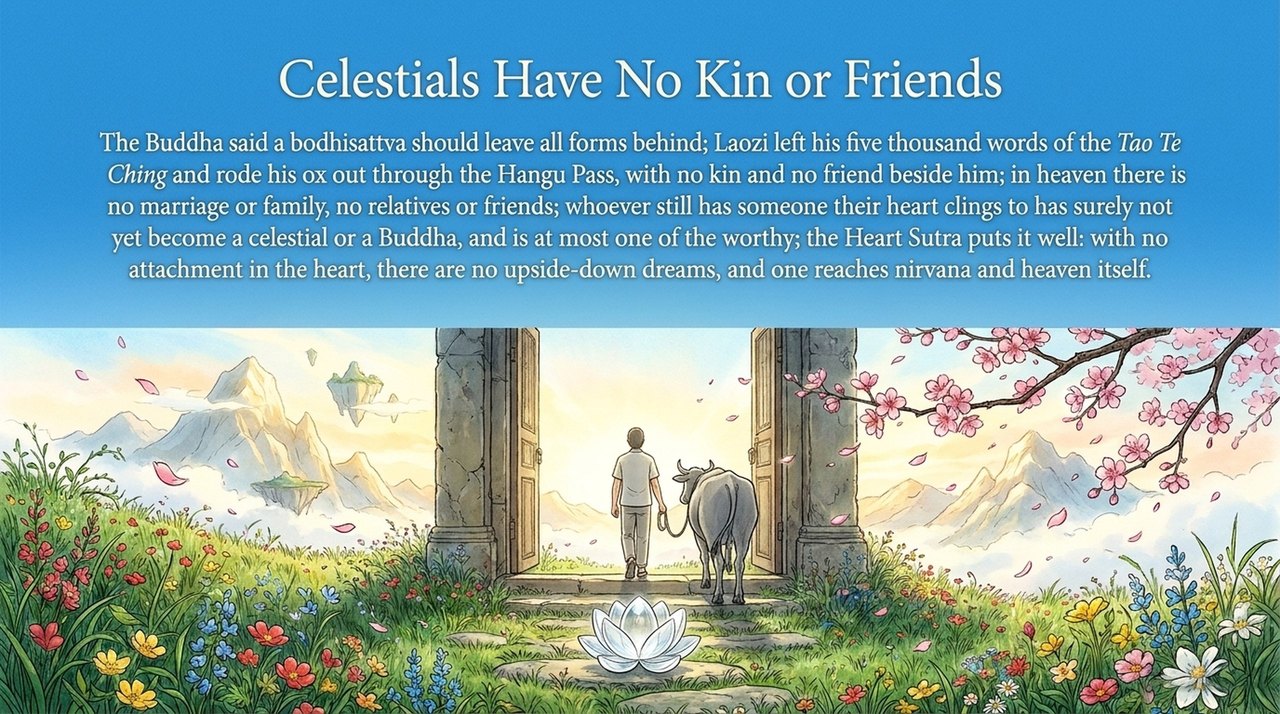 Celestials Have No Kin or Friends
The Buddha said a bodhisattva should leave all forms behind; Laozi left his five thousand words of the Tao Te
Ching and rode his ox out through the Hangu Pass, with no kin and no friend beside him; in heaven there is
no marriage or family, no relatives or friends; whoever still has someone their heart clings to has surely not
yet become a celestial or a Buddha, and is at most one of the worthy; the Heart Sutra puts it well: with no
attachment in the heart, there are no upside-down dreams, and one reaches nirvana and heaven itself.